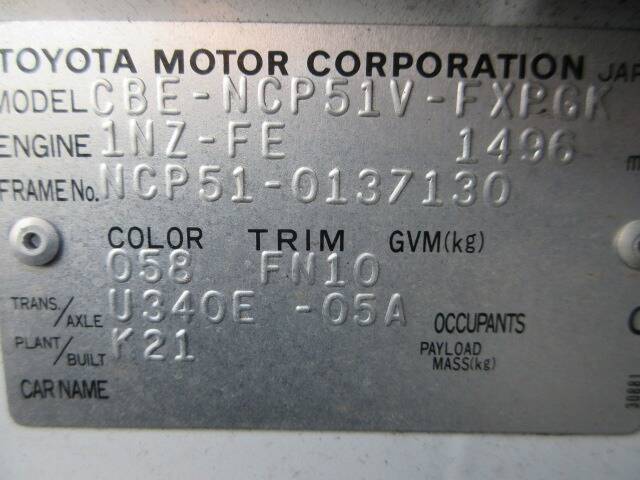 TOYOTA MOTOR CORPORATION JAP
MODEL CBE-NCP51V-FXPGK
ENGINE 1NZ-FE 1496 m
FRAME No. NCP51-0137130
COLOR TRIM GVM(kg)
058 FN10
TRANS./AXLE U340E -05A OCCUPANTS
PLANT/BUILT K21 PAYLOAD MASS(kg)
CAR NAME